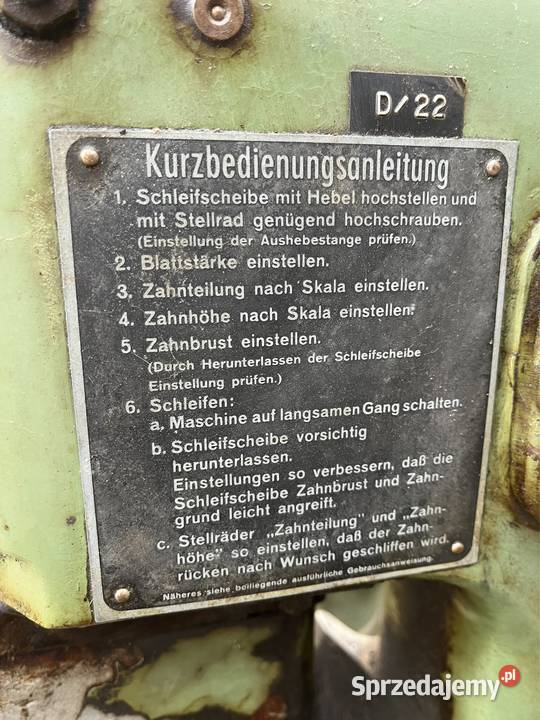 D/22
Kurzbedienungsanleitung
1. Schleifscheibe mit Hebel hochstellen und
mit Stellrad genügend hochschrauben.
(Einstellung der Aushebestange prüfen.)
2. Blattstärke einstellen.
3. Zahnteilung nach Skala einstellen.
4. Zahnhöhe nach Skala einstellen.
5. Zahnbrust einstellen.
(Durch Herunterlassen der Schleifscheibe
Einstellung prüfen.)
6. Schleifen:
a. Maschine auf langsamen Gang schalten.
b. Schleifscheibe vorsichtig
herunterlassen.
Einstellungen so verbessern, daß die
Schleifscheibe Zahnbrust und Zahn-
grund leicht angreift.
c. Stellräder „Zahnteilung" und „Zahn-
höhe" so einstellen, daß der Zahn-
rücken nach Wunsch geschliffen wird.
Näheres siehe beiliegende ausführliche Gebrauchsanweisung.
Sprzedajemy.pl